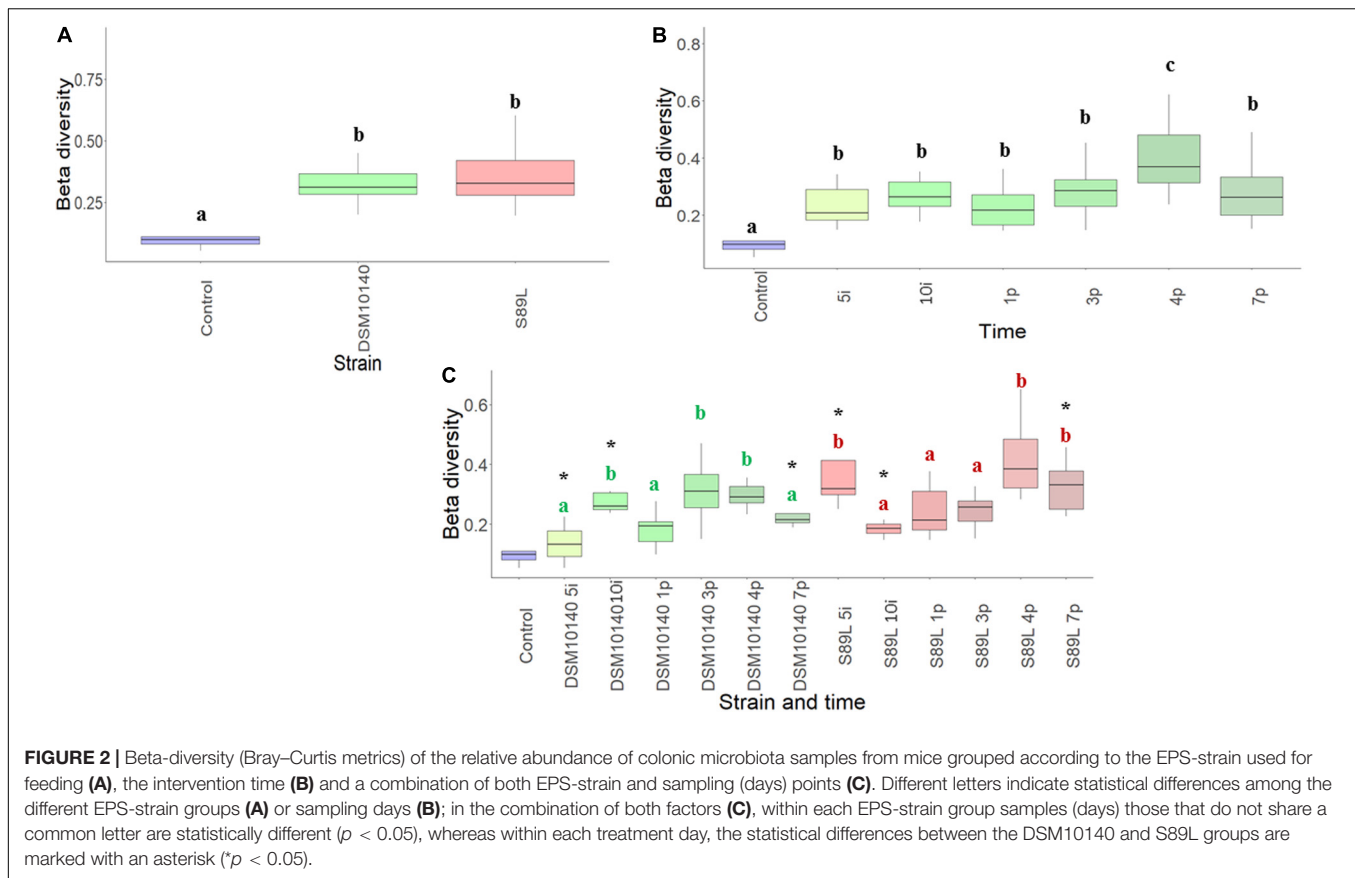 A
Beta diversity
0.75
0.50
0.25
a
b
b
Control
DSM10140
S89L
Strain
B
Beta diversity
0.8
0.6
0.4
0.2
a
b
b
b
b
c
b
Control
5i
10i
1p
3p
4p
7p
Time
C
Beta diversity
0.6
0.4
0.2
*
a
*
b
a
b
b
*
a
*
b
*
a
a
a
b
*
b
Control
DSM10140 5i
DSM1014010i
DSM10140 1p
DSM10140 3p
DSM10140 4p
DSM10140 7p
S89L 5i
S89L 10i
S89L 1p
S89L 3p
S89L 4p
S89L 7p
Strain and time
FIGURE 2 | Beta-diversity (Bray–Curtis metrics) of the relative abundance of colonic microbiota samples from mice grouped according to the EPS-strain used for
feeding (A), the intervention time (B) and a combination of both EPS-strain and sampling (days) points (C). Different letters indicate statistical differences among the
different EPS-strain groups (A) or sampling days (B); in the combination of both factors (C), within each EPS-strain group samples (days) those that do not share a
common letter are statistically different (p < 0.05), whereas within each treatment day, the statistical differences between the DSM10140 and S89L groups are
marked with an asterisk (*p < 0.05).